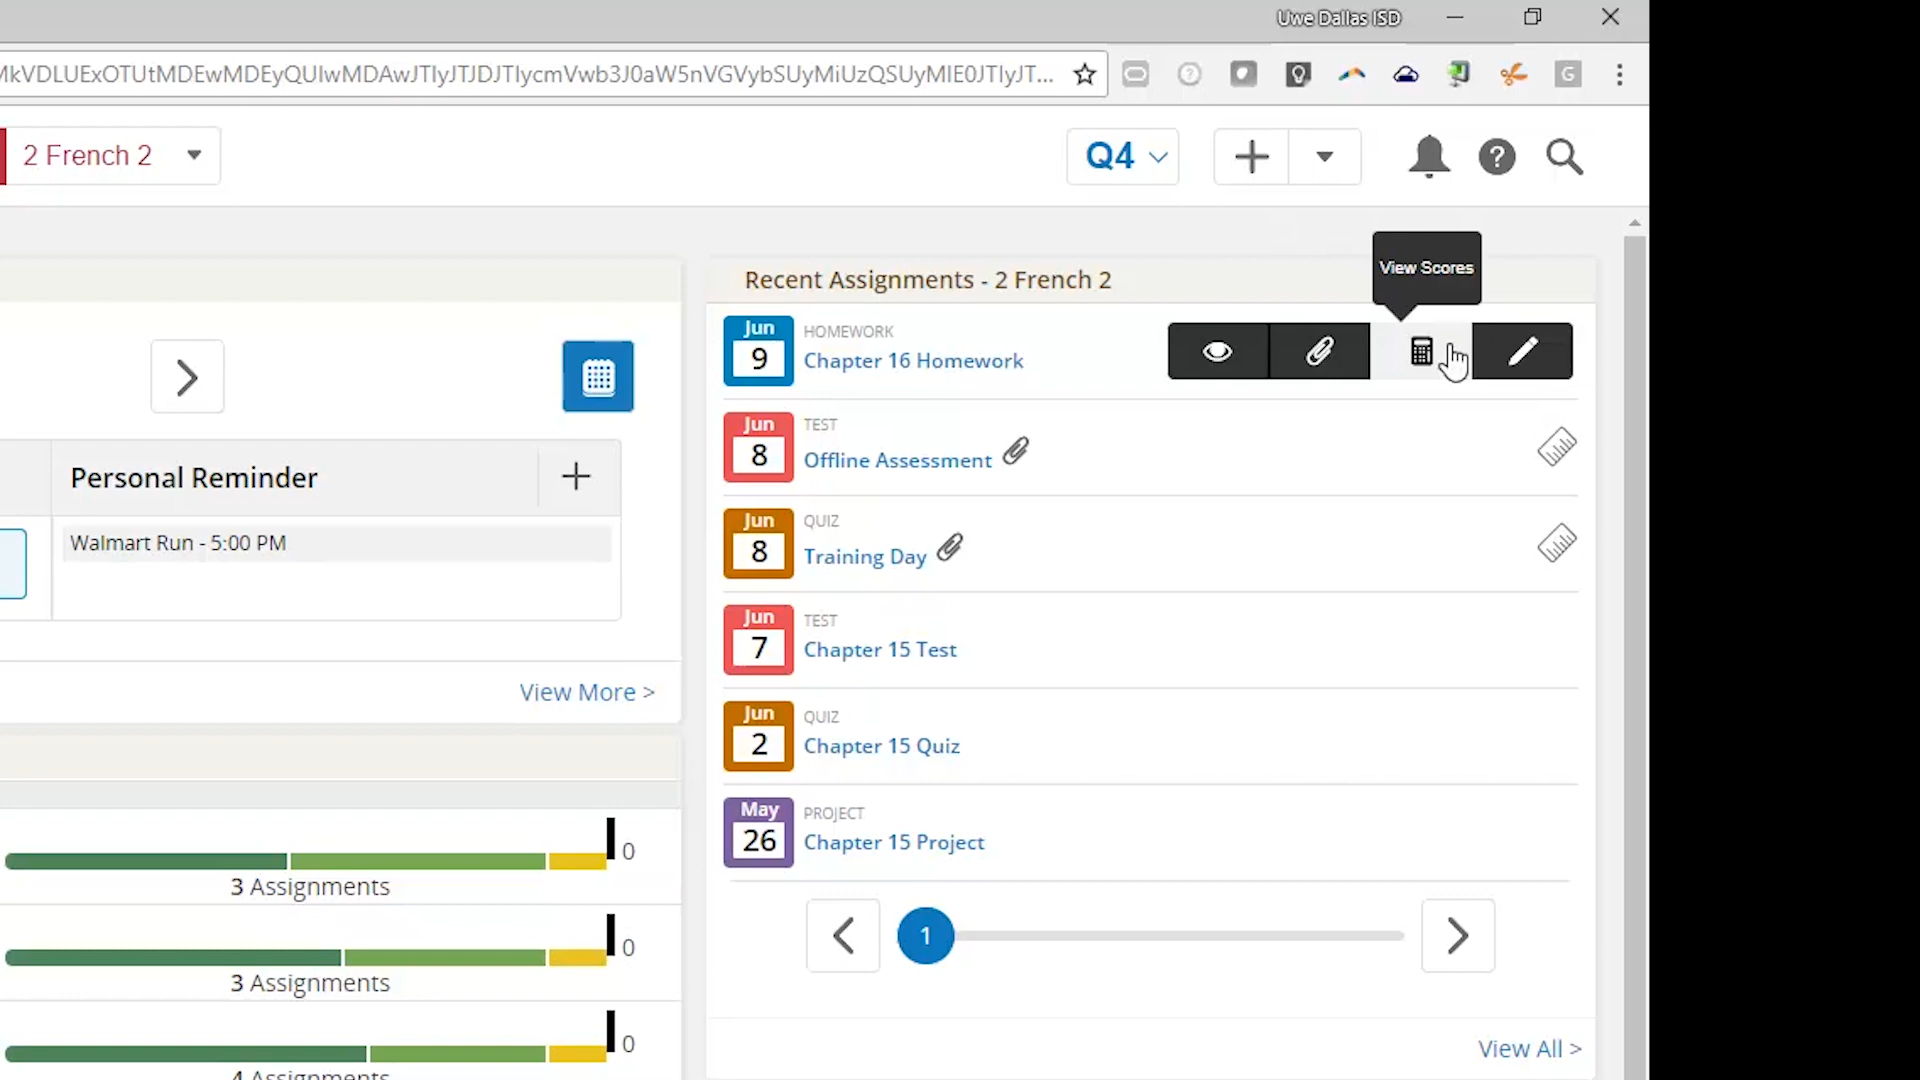 Uwe Dallas ISD
2 French 2
Q4
?
View Scores
Recent Assignments - 2 French 2
Jun
9
HOMEWORK
Chapter 16 Homework
Jun
8
TEST
Offline Assessment
Personal Reminder
Walmart Run - 5:00 PM
Jun
8
QUIZ
Training Day
Jun
7
TEST
Chapter 15 Test
View More >
Jun
2
QUIZ
Chapter 15 Quiz
May
26
PROJECT
Chapter 15 Project
0
3 Assignments
0
3 Assignments
1
0
4 Assignments
View All >